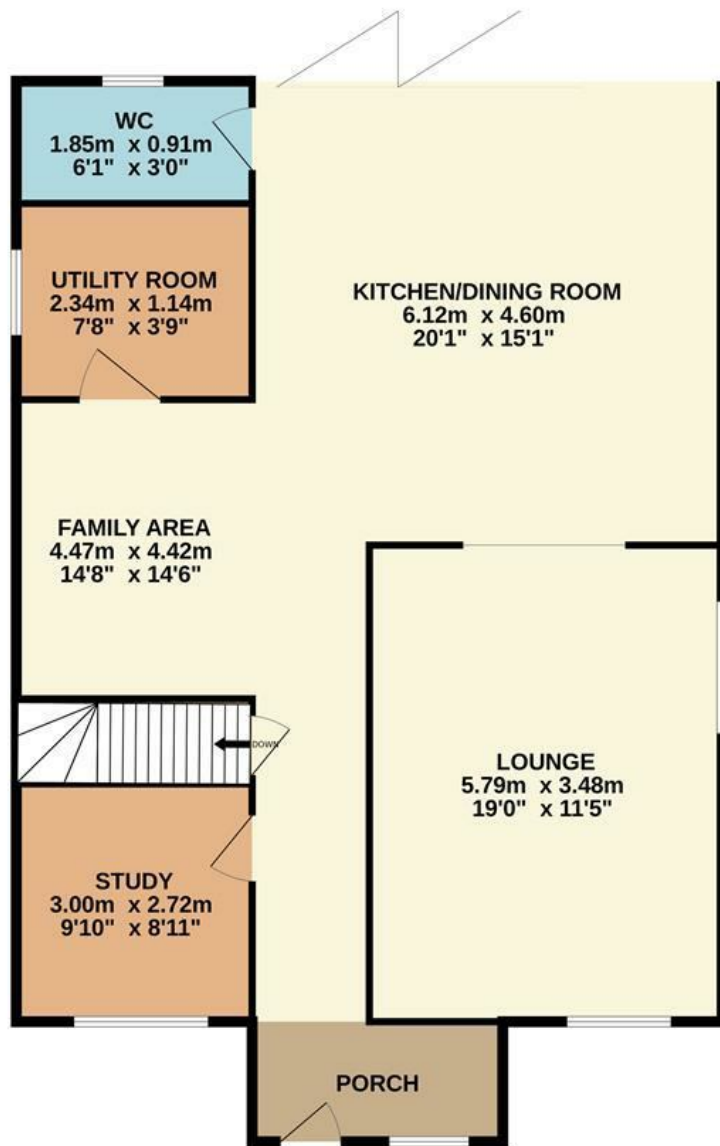 WC
1.85m x 0.91m
6'1" x 3'0"
UTILITY ROOM
2.34m x 1.14m
7'8" x 3'9"
KITCHEN/DINING ROOM
6.12m x 4.60m
20'1" x 15'1"
FAMILY AREA
4.47m x 4.42m
14'8" x 14'6"
DOWN
LOUNGE
5.79m x 3.48m
19'0" x 11'5"
STUDY
3.00m x 2.72m
9'10" x 8'11"
PORCH